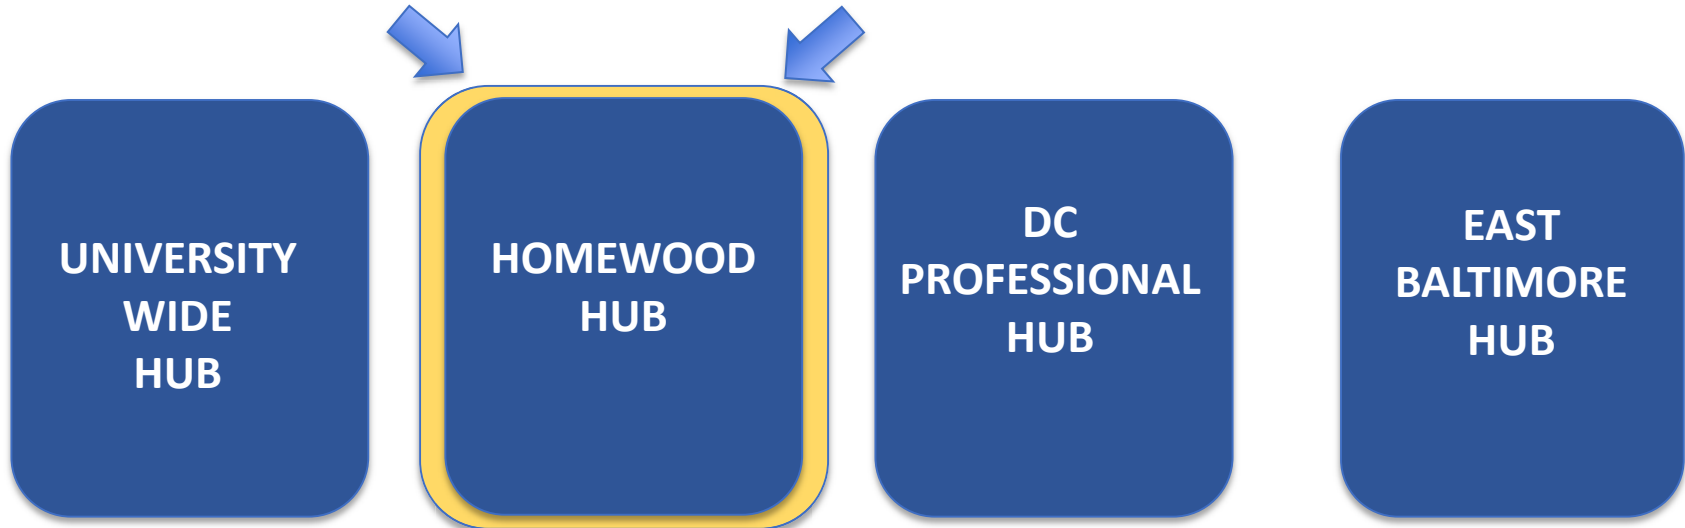 UNIVERSITY
WIDE
HUB
HOMEWOOD
HUB
DC
PROFESSIONAL
HUB
EAST
BALTIMORE
HUB